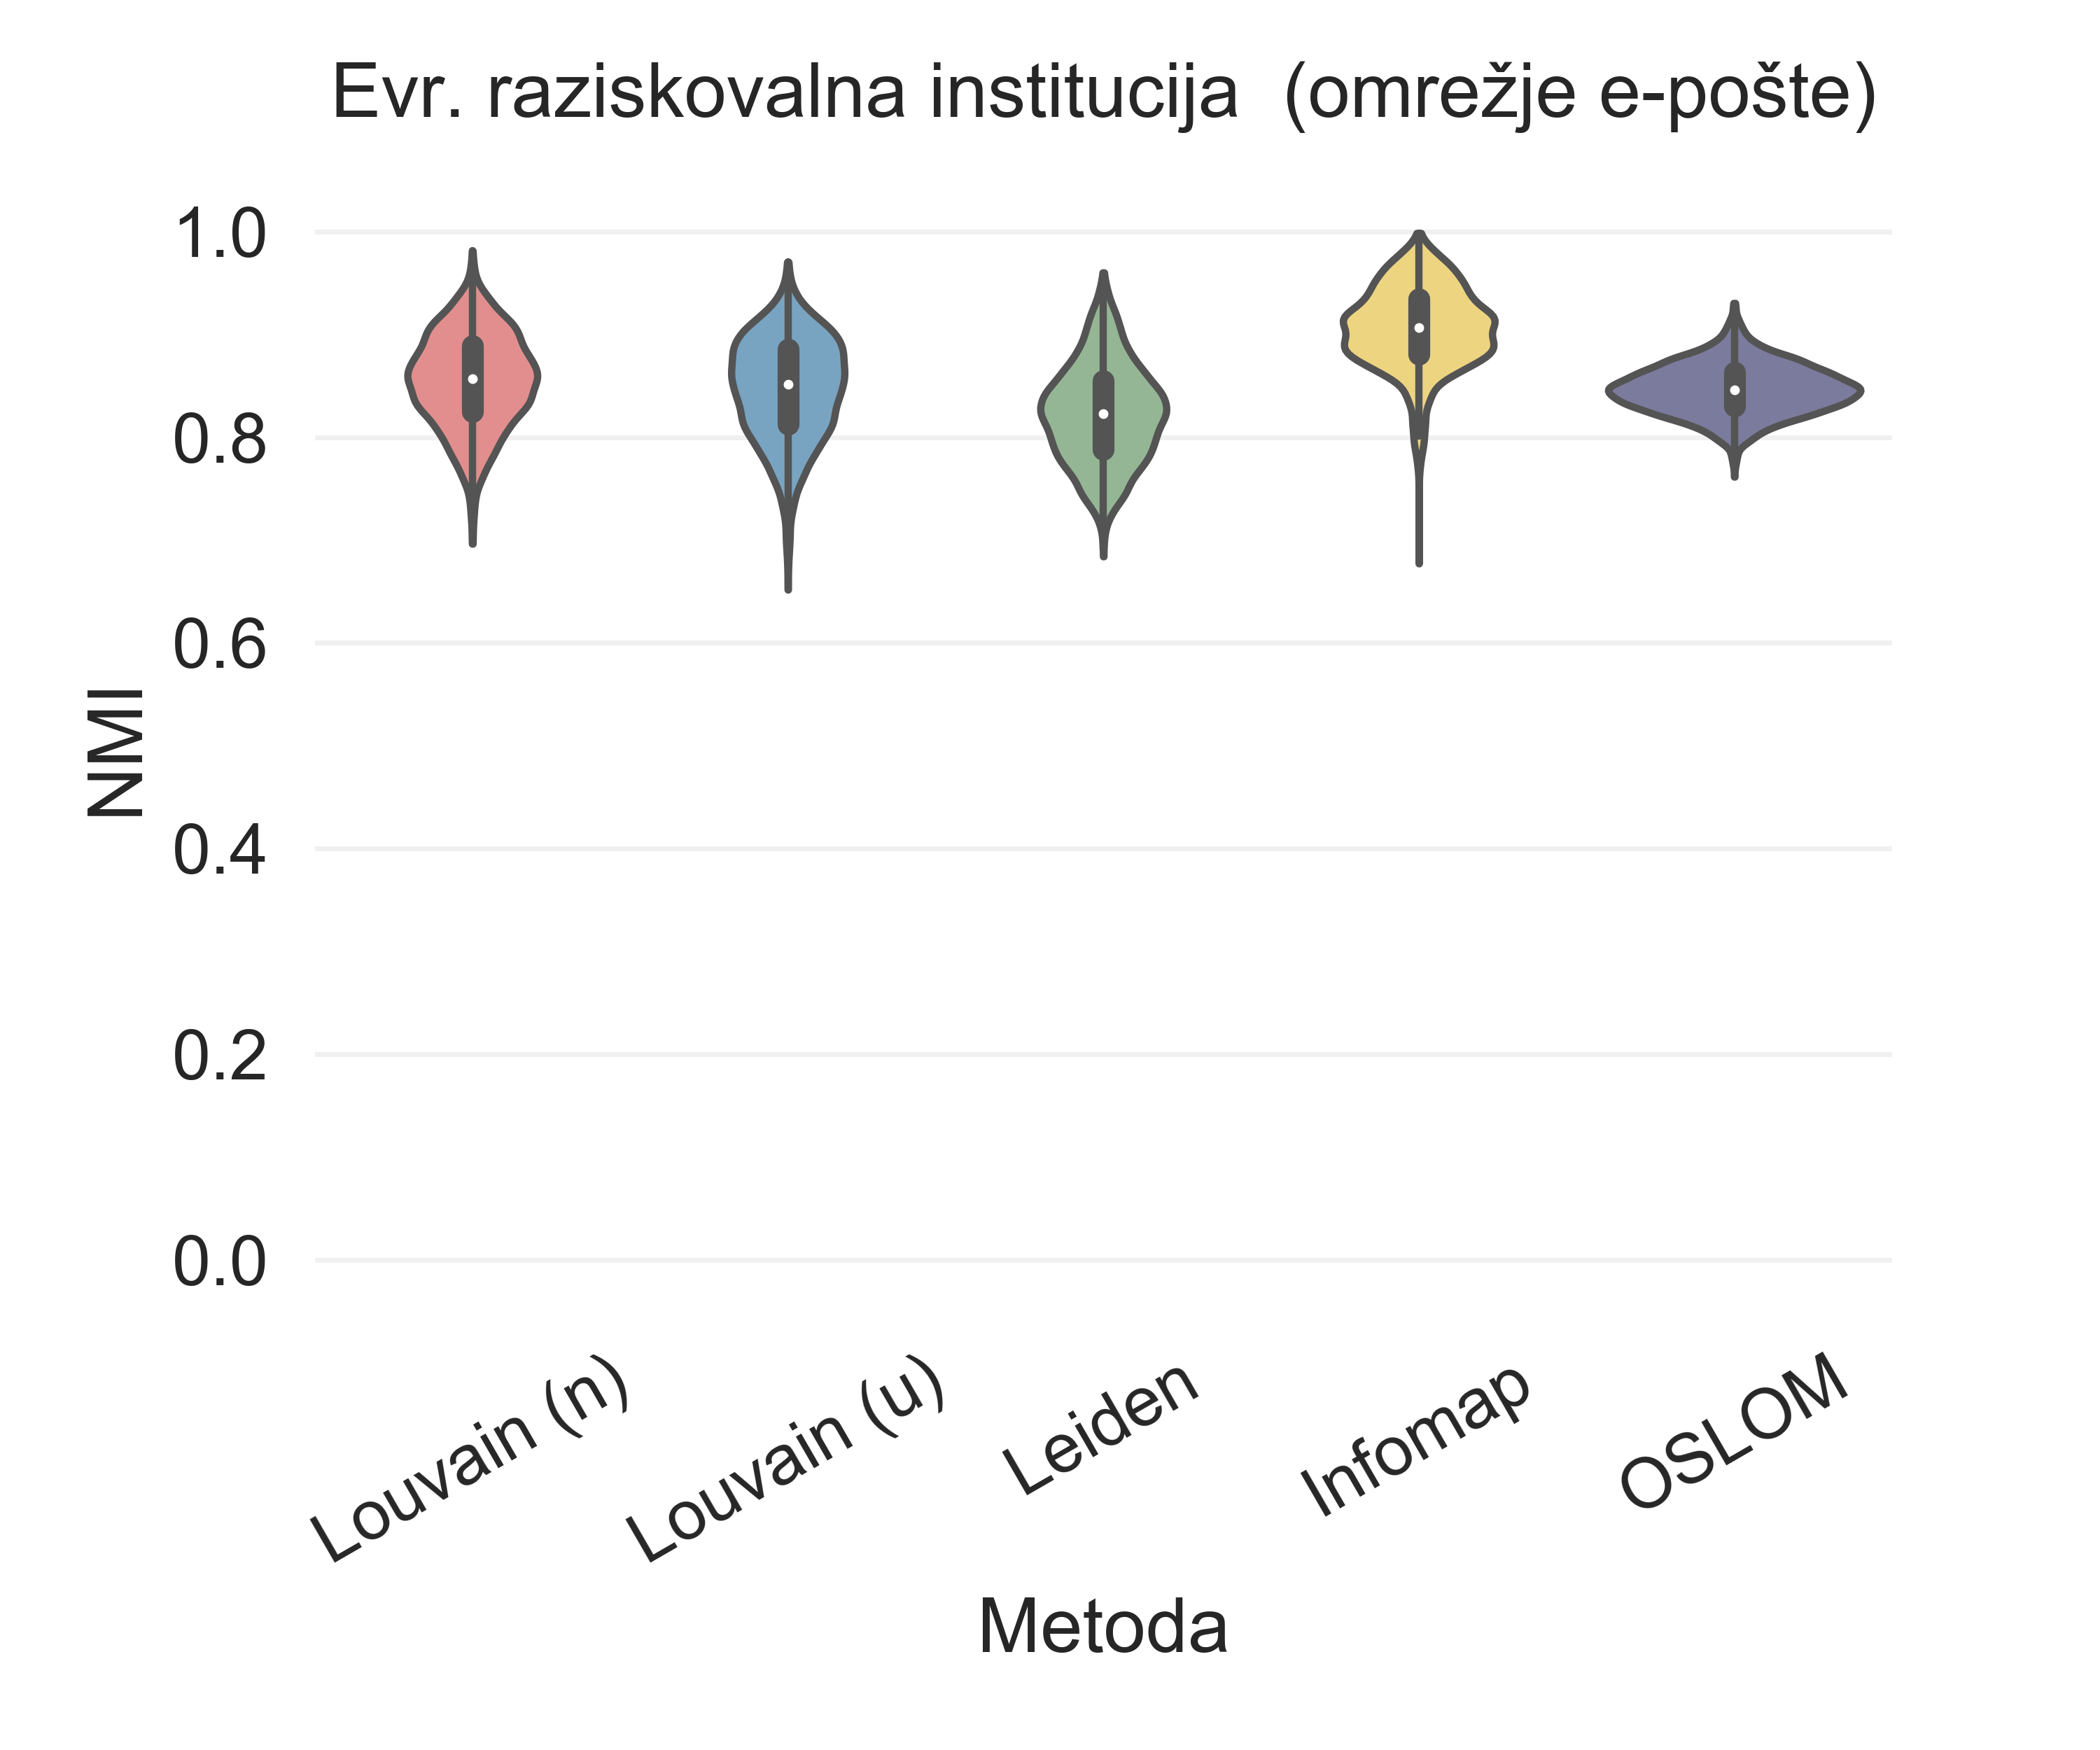 Evr. raziskovalna institucija  (omrežje e-pošte)
1.0
0.8
0.6
0.4
0.2
0.0
NMI
Louvain (n)
Louvain (u)
Leiden
Infomap
OSLOM
Metoda